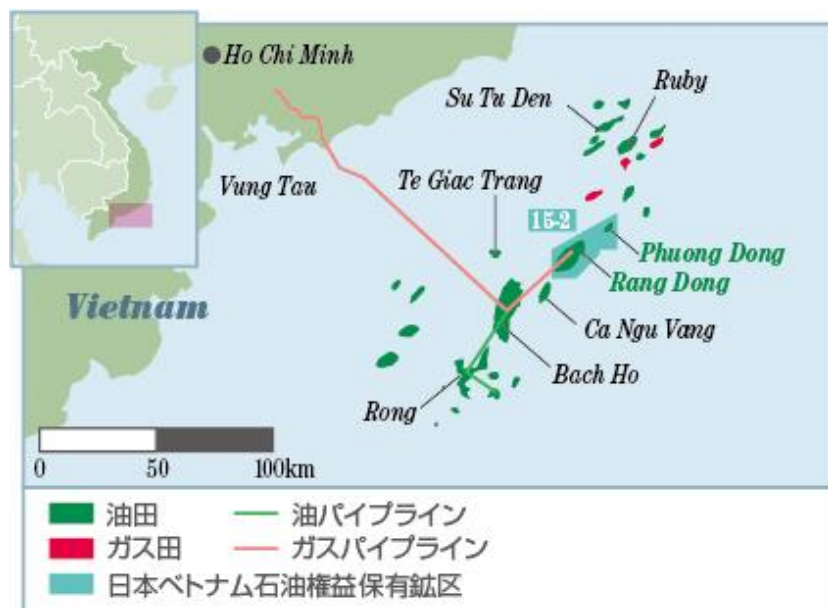 Ho Chi Minh
Su Tu Den
Ruby
Vung Tau
Te Giac Trang
15-2
Phuong Dong
Rang Dong
Vietnam
Ca Ngu Vang
Bach Ho
Rong
0 50 100km
油田 油パイプライン
ガス田 ガスパイプライン
日本ベトナム石油権益保有鉱区